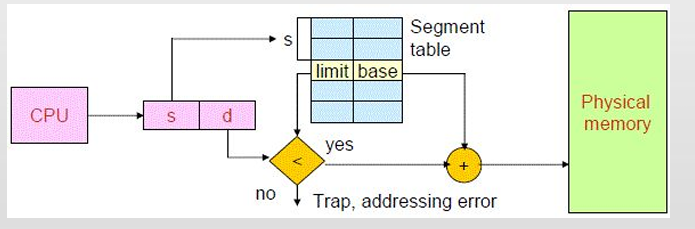 s
Segment
table
limit base
CPU
s d
Physical
memory
<
yes
+
no
Trap, addressing error